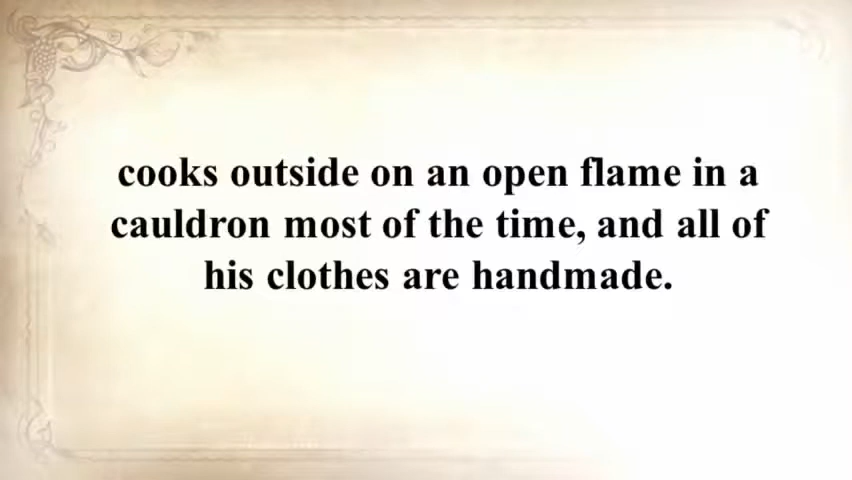 cooks outside on an open flame in a
cauldron most of the time, and all of
his clothes are handmade.